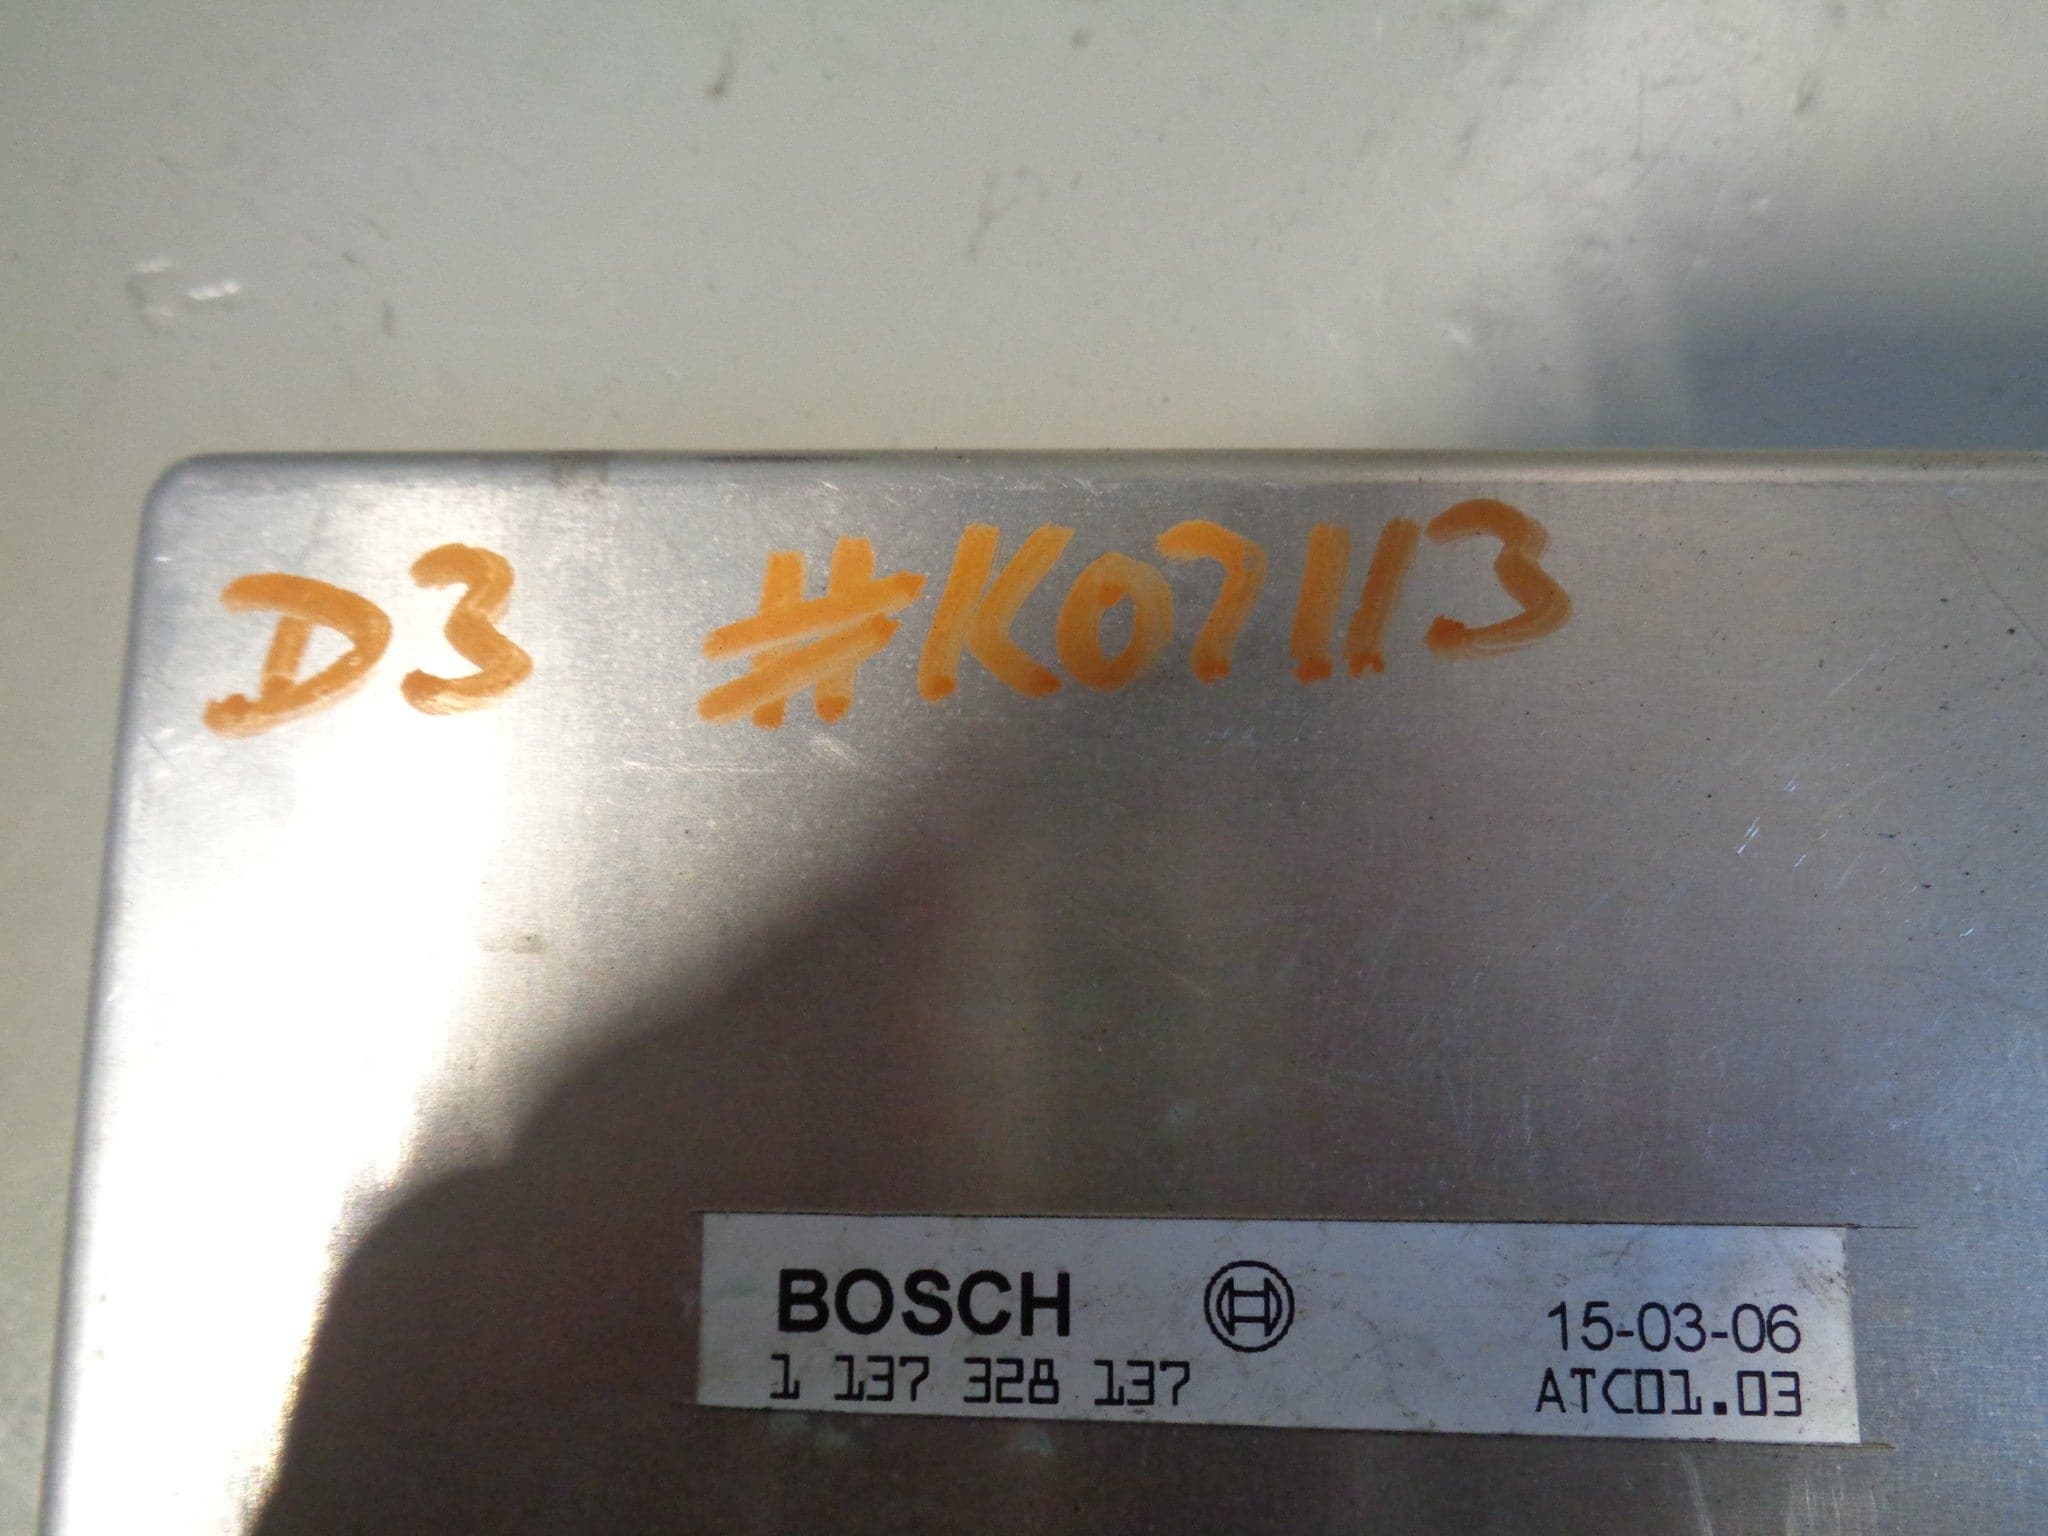 D3 #K07113
BOSCH 15-03-06
1 137 328 137 ATC01.03